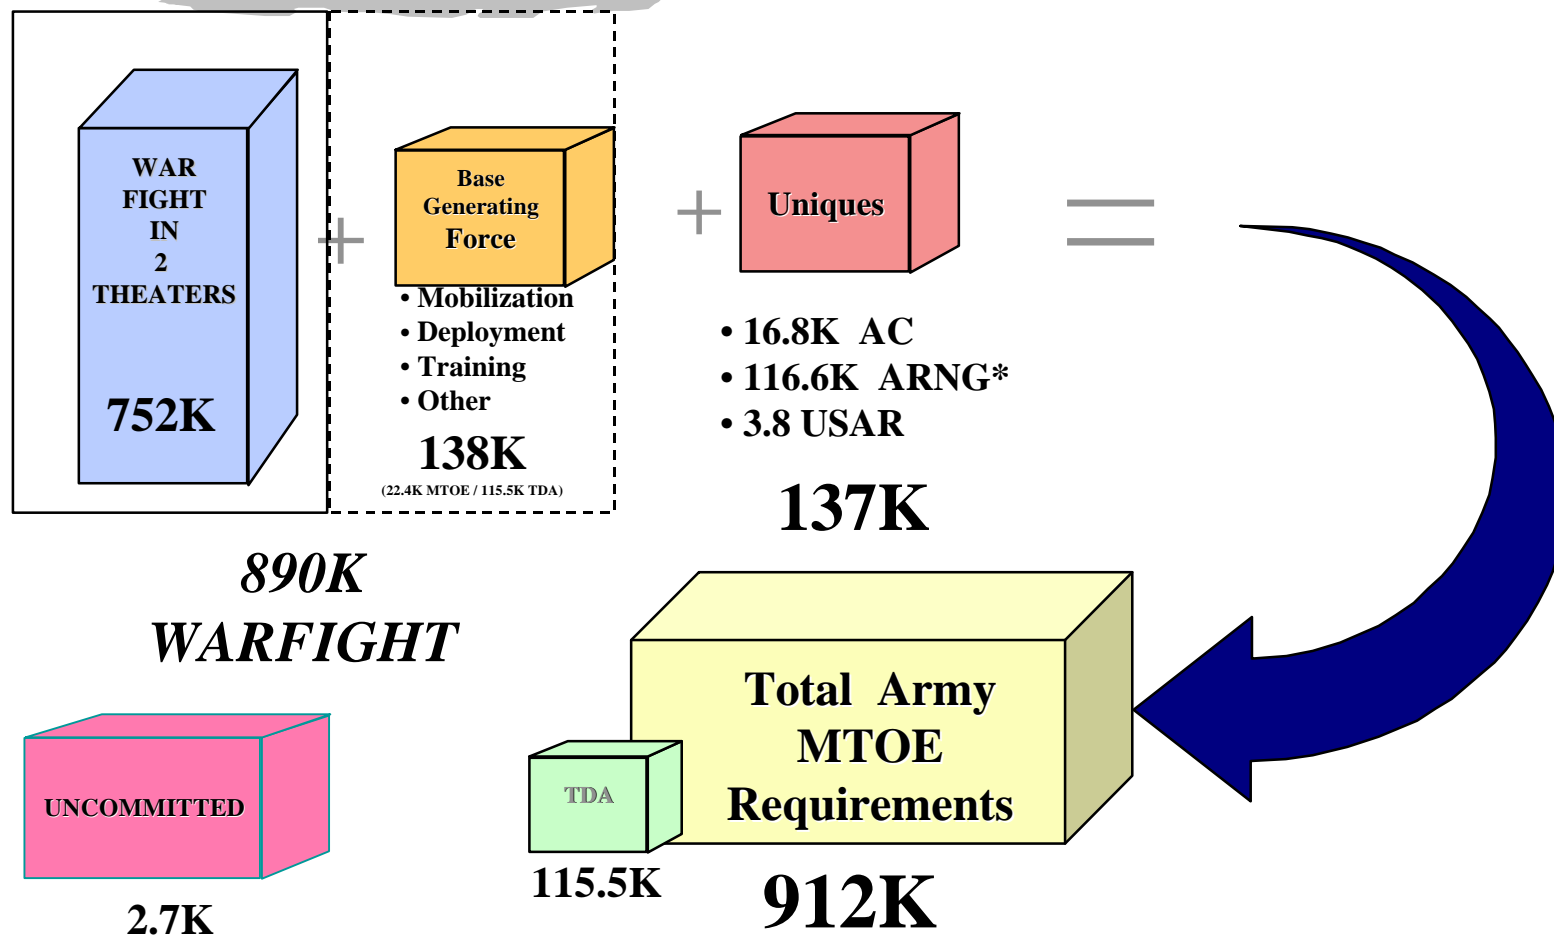 WAR
FIGHT
IN
2
THEATERS
752K
+
Base
Generating
Force
• Mobilization
• Deployment
• Training
• Other
138K
(22.4K MTOE / 115.5K TDA)
+
Uniques
• 16.8K AC
• 116.6K ARNG*
• 3.8 USAR
137K
=
890K
WARFIGHT
UNCOMMITTED
2.7K
TDA
115.5K
Total Army
MTOE
Requirements
912K